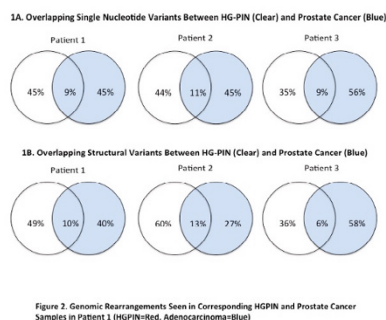 1A. Overlapping Single Nucleotide Variants Between HG-PIN (Clear) and Prostate Cancer (Blue)
Patient 1
Patient 2
Patient 3
45% 9% 45%
44% 11% 45%
35% 9% 56%
1B. Overlapping Structural Variants Between HG-PIN (Clear) and Prostate Cancer (Blue)
Patient 1
Patient 2
Patient 3
49% 10% 40%
60% 13% 27%
36% 6% 58%
Figure 2. Genomic Rearrangements Seen in Corresponding HGPIN and Prostate Cancer
Samples in Patient 1 (HGPIN=Red, Adenocarcinoma=Blue)